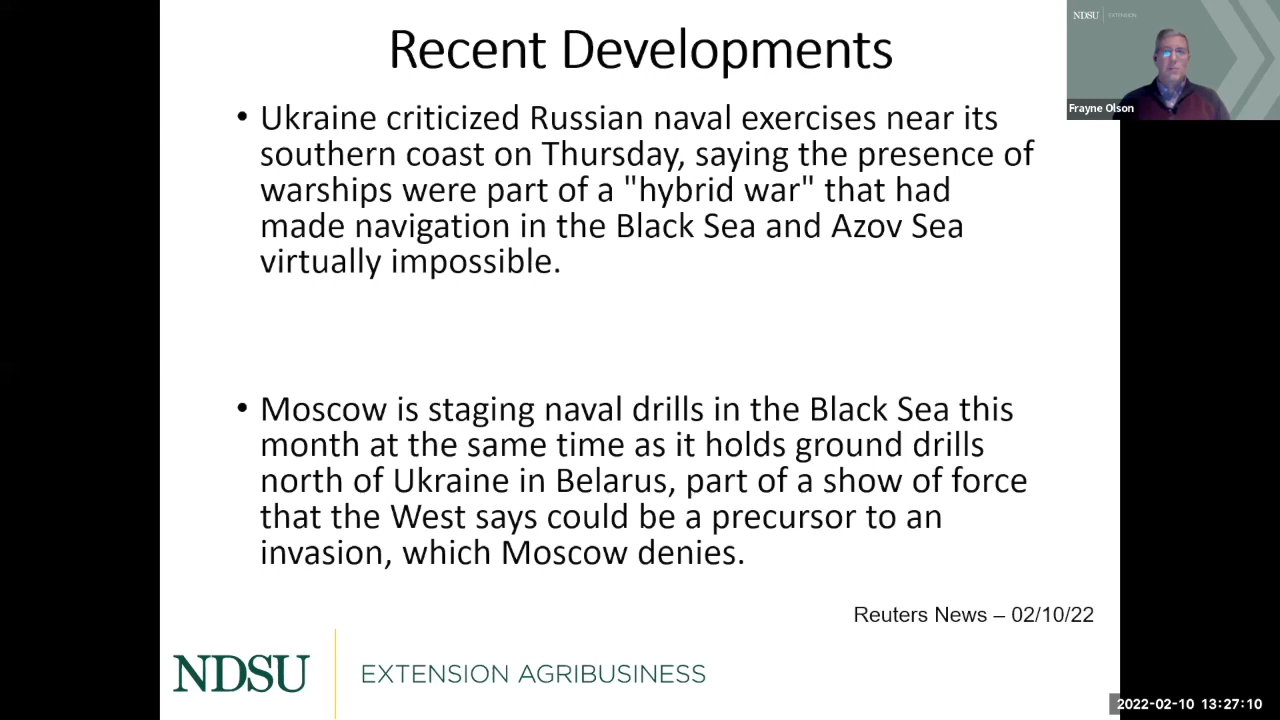 Recent Developments
NDSU EXTENSION
Frayne Olson
• Ukraine criticized Russian naval exercises near its
southern coast on Thursday, saying the presence of
warships were part of a "hybrid war" that had
made navigation in the Black Sea and Azov Sea
virtually impossible.
• Moscow is staging naval drills in the Black Sea this
month at the same time as it holds ground drills
north of Ukraine in Belarus, part of a show of force
that the West says could be a precursor to an
invasion, which Moscow denies.
Reuters News – 02/10/22
NDSU EXTENSION AGRIBUSINESS
2022-02-10 13:27:10